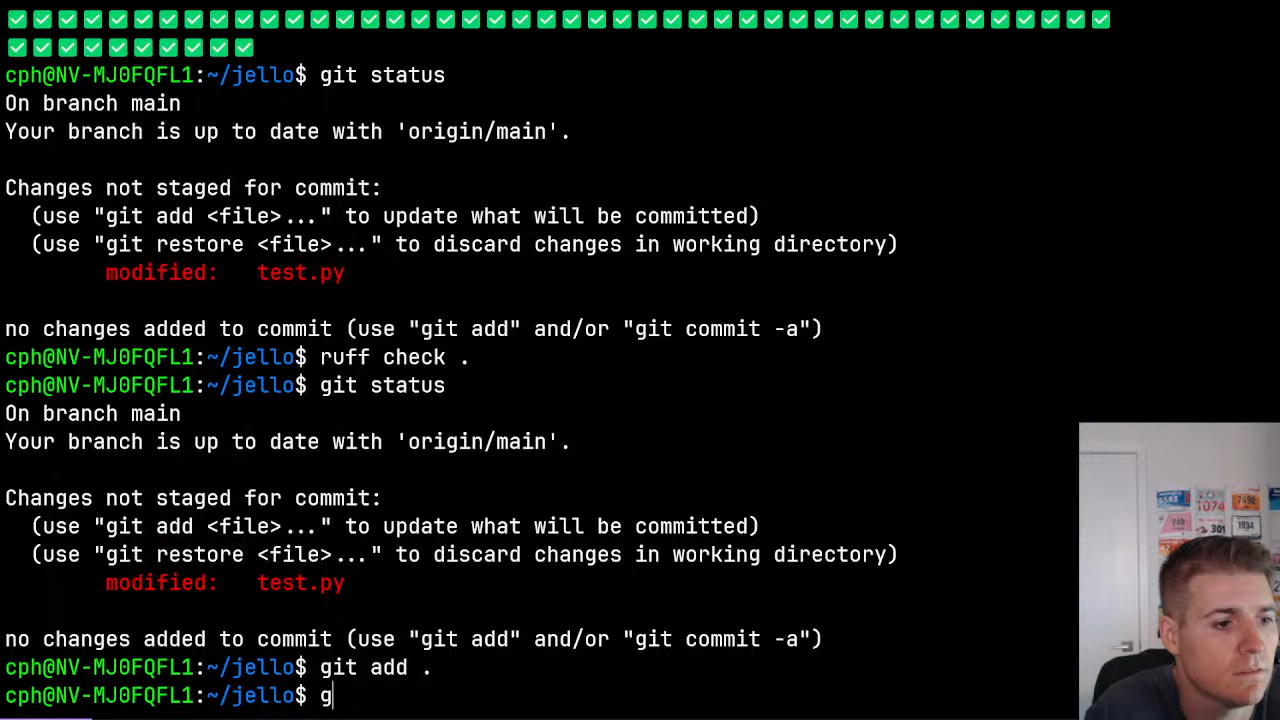 cph@NV-MJ0FQFL1:~/jello$ git status
On branch main
Your branch is up to date with 'origin/main'.
Changes not staged for commit:
(use "git add <file>..." to update what will be committed)
(use "git restore <file>..." to discard changes in working directory)
modified: test.py
no changes added to commit (use "git add" and/or "git commit -a")
cph@NV-MJ0FQFL1:~/jello$ ruff check .
cph@NV-MJ0FQFL1:~/jello$ git status
On branch main
Your branch is up to date with 'origin/main'.
Changes not staged for commit:
(use "git add <file>..." to update what will be committed)
(use "git restore <file>..." to discard changes in working directory)
modified: test.py
no changes added to commit (use "git add" and/or "git commit -a")
cph@NV-MJ0FQFL1:~/jello$ git add .
cph@NV-MJ0FQFL1:~/jello$ g
1074
7490
240
301
1934